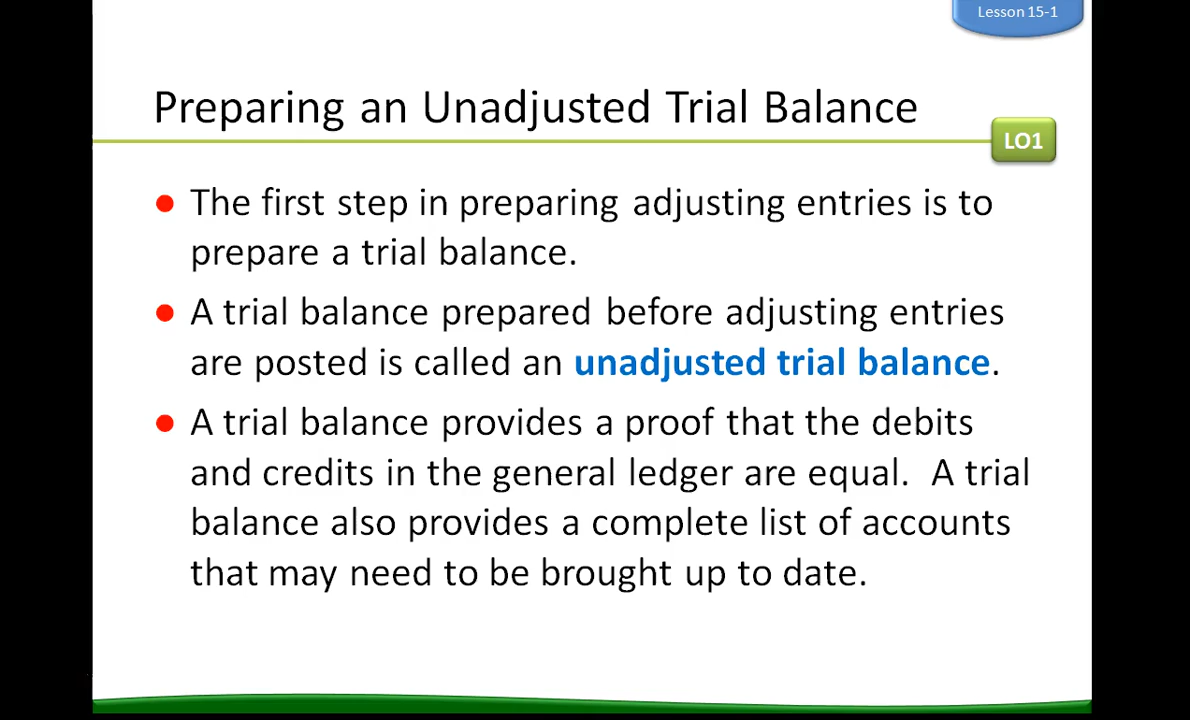 Lesson 15-1
Preparing an Unadjusted Trial Balance
LO1
● The first step in preparing adjusting entries is to
prepare a trial balance.
● A trial balance prepared before adjusting entries
are posted is called an unadjusted trial balance.
● A trial balance provides a proof that the debits
and credits in the general ledger are equal.  A trial
balance also provides a complete list of accounts
that may need to be brought up to date.